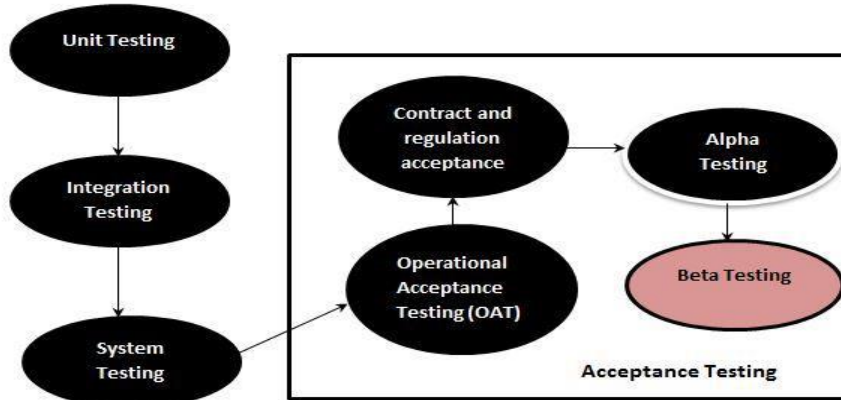 Unit Testing
Integration
Testing
System
Testing
Operational
Acceptance
Testing (OAT)
Contract and
regulation
acceptance
Alpha
Testing
Beta Testing
Acceptance Testing